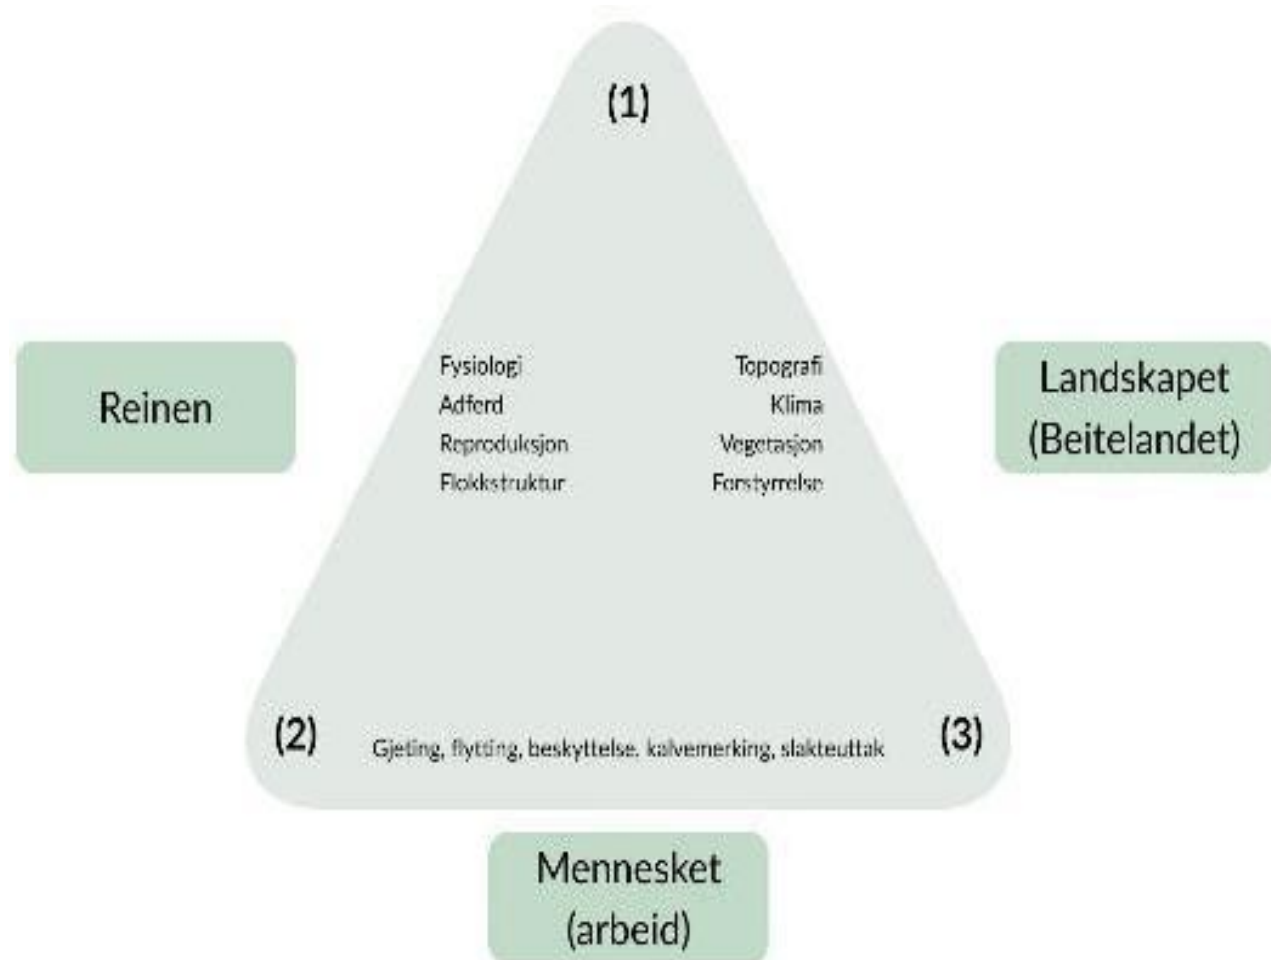 (1)
Reinen
Fysiologi
Adferd
Reproduksjon
Flokkstruktur
Topografi
Klima
Vegetasjon
Forstyrrelse
Landskapet
(Beitelandet)
(2)
Gjeting, flytting, beskyttelse. kalvemerking, slakteuttak
(3)
Mennesket
(arbeid)